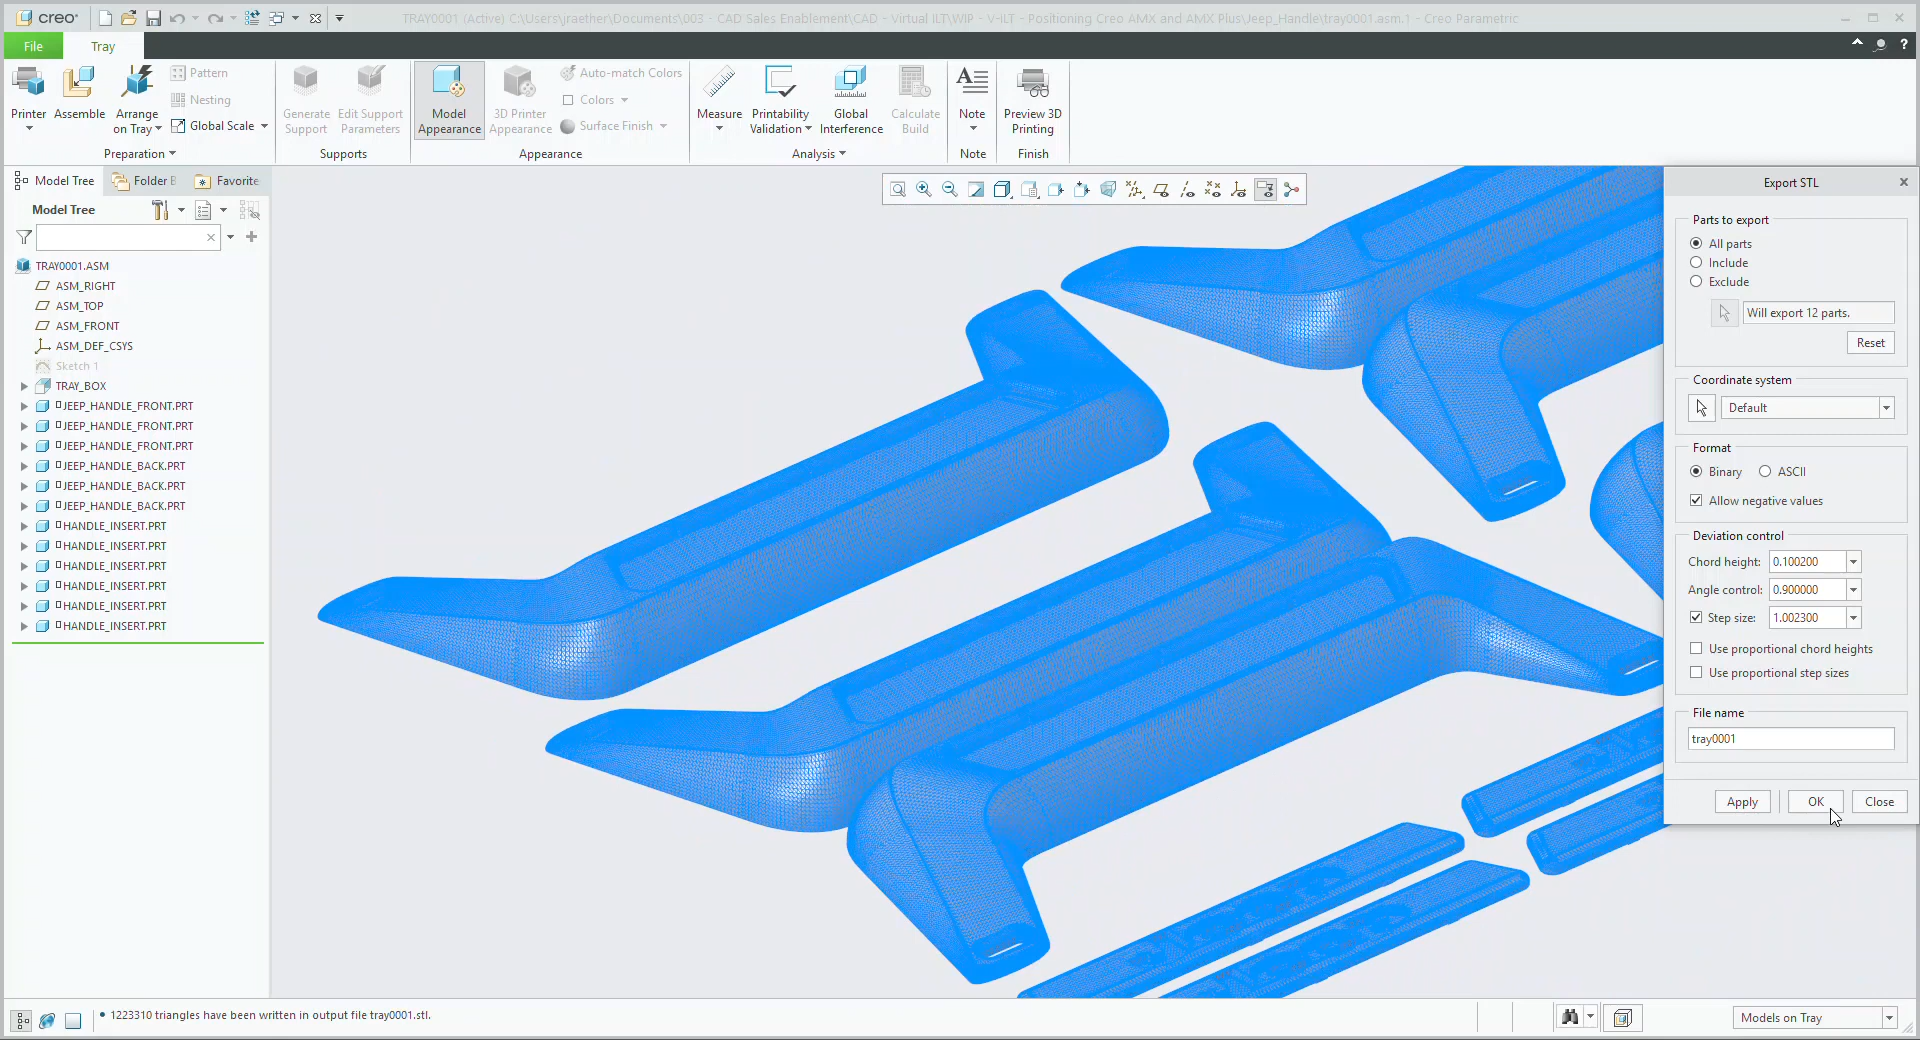 creo°
TRAY0001 (Active) C:\Users\raether\Documents\003 - CAD Sales Enablement\CAD - Virtual ILT\WIP - V-ILT - Positioning Creo AMX and AMX Plus\Jeep_Handle\tray0001.asm.1 - Creo Parametric
File
Tray
?
Printer
Assemble
Arrange
on Tray
Pattern
Nesting
Global Scale
Preparation
Generate
Support
Edit Support
Parameters
Supports
Model
Appearance
3D Printer
Appearance
Auto-match Colors
Colors
Surface Finish
Appearance
Measure
Printability
Validation
Global
Interference
Calculate
Build
Analysis
Note
Note
Preview 3D
Printing
Finish
Model Tree
Folder B
Favorite
Model Tree
TRAY0001.ASM
ASM_RIGHT
ASM_TOP
ASM_FRONT
ASM_DEF_CSYS
Sketch 1
TRAY_BOX
JEEP_HANDLE_FRONT.PRT
JEEP_HANDLE_FRONT.PRT
JEEP_HANDLE_FRONT.PRT
JEEP_HANDLE_BACK.PRT
JEEP_HANDLE_BACK.PRT
JEEP_HANDLE_BACK.PRT
HANDLE_INSERT.PRT
HANDLE_INSERT.PRT
HANDLE_INSERT.PRT
HANDLE_INSERT.PRT
HANDLE_INSERT.PRT
HANDLE_INSERT.PRT
Export STL
Parts to export
All parts
Include
Exclude
Will export 12 parts.
Reset
Coordinate system
Default
Format
Binary
ASCII
Allow negative values
Deviation control
Chord height: 0.100200
Angle control: 0.900000
Step size: 1.002300
Use proportional chord heights
Use proportional step sizes
File name
tray0001
Apply
OK
Close
• 1223310 triangles have been written in output file tray0001.stl.
Models on Tray